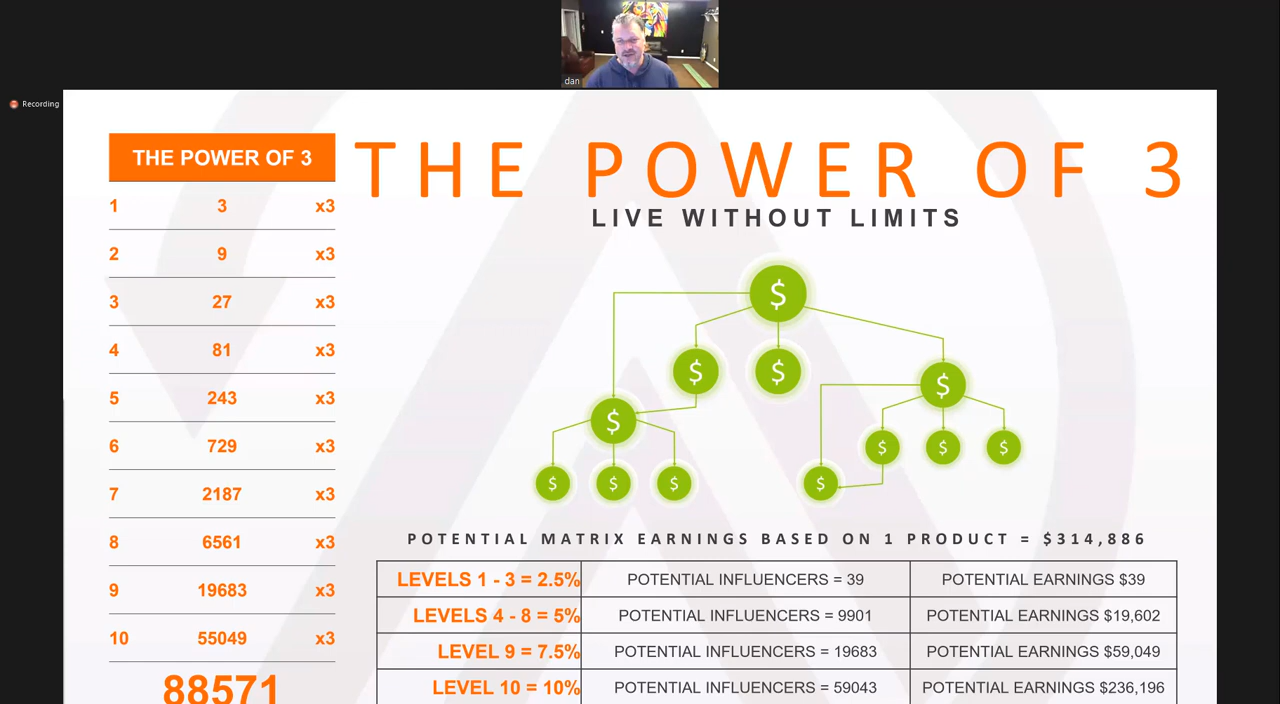 dan
Recording
THE POWER OF 3
1 3 x3
2 9 x3
3 27 x3
4 81 x3
5 243 x3
6 729 x3
7 2187 x3
8 6561 x3
9 19683 x3
10 55049 x3
88571
THE POWER OF 3
LIVE WITHOUT LIMITS
$
$ $ $
$ $ $ $
$ $ $ $
POTENTIAL MATRIX EARNINGS BASED ON 1 PRODUCT = $314,886
LEVELS 1 - 3 = 2.5% POTENTIAL INFLUENCERS = 39 POTENTIAL EARNINGS $39
LEVELS 4 - 8 = 5% POTENTIAL INFLUENCERS = 9901 POTENTIAL EARNINGS $19,602
LEVEL 9 = 7.5% POTENTIAL INFLUENCERS = 19683 POTENTIAL EARNINGS $59,049
LEVEL 10 = 10% POTENTIAL INFLUENCERS = 59043 POTENTIAL EARNINGS $236,196